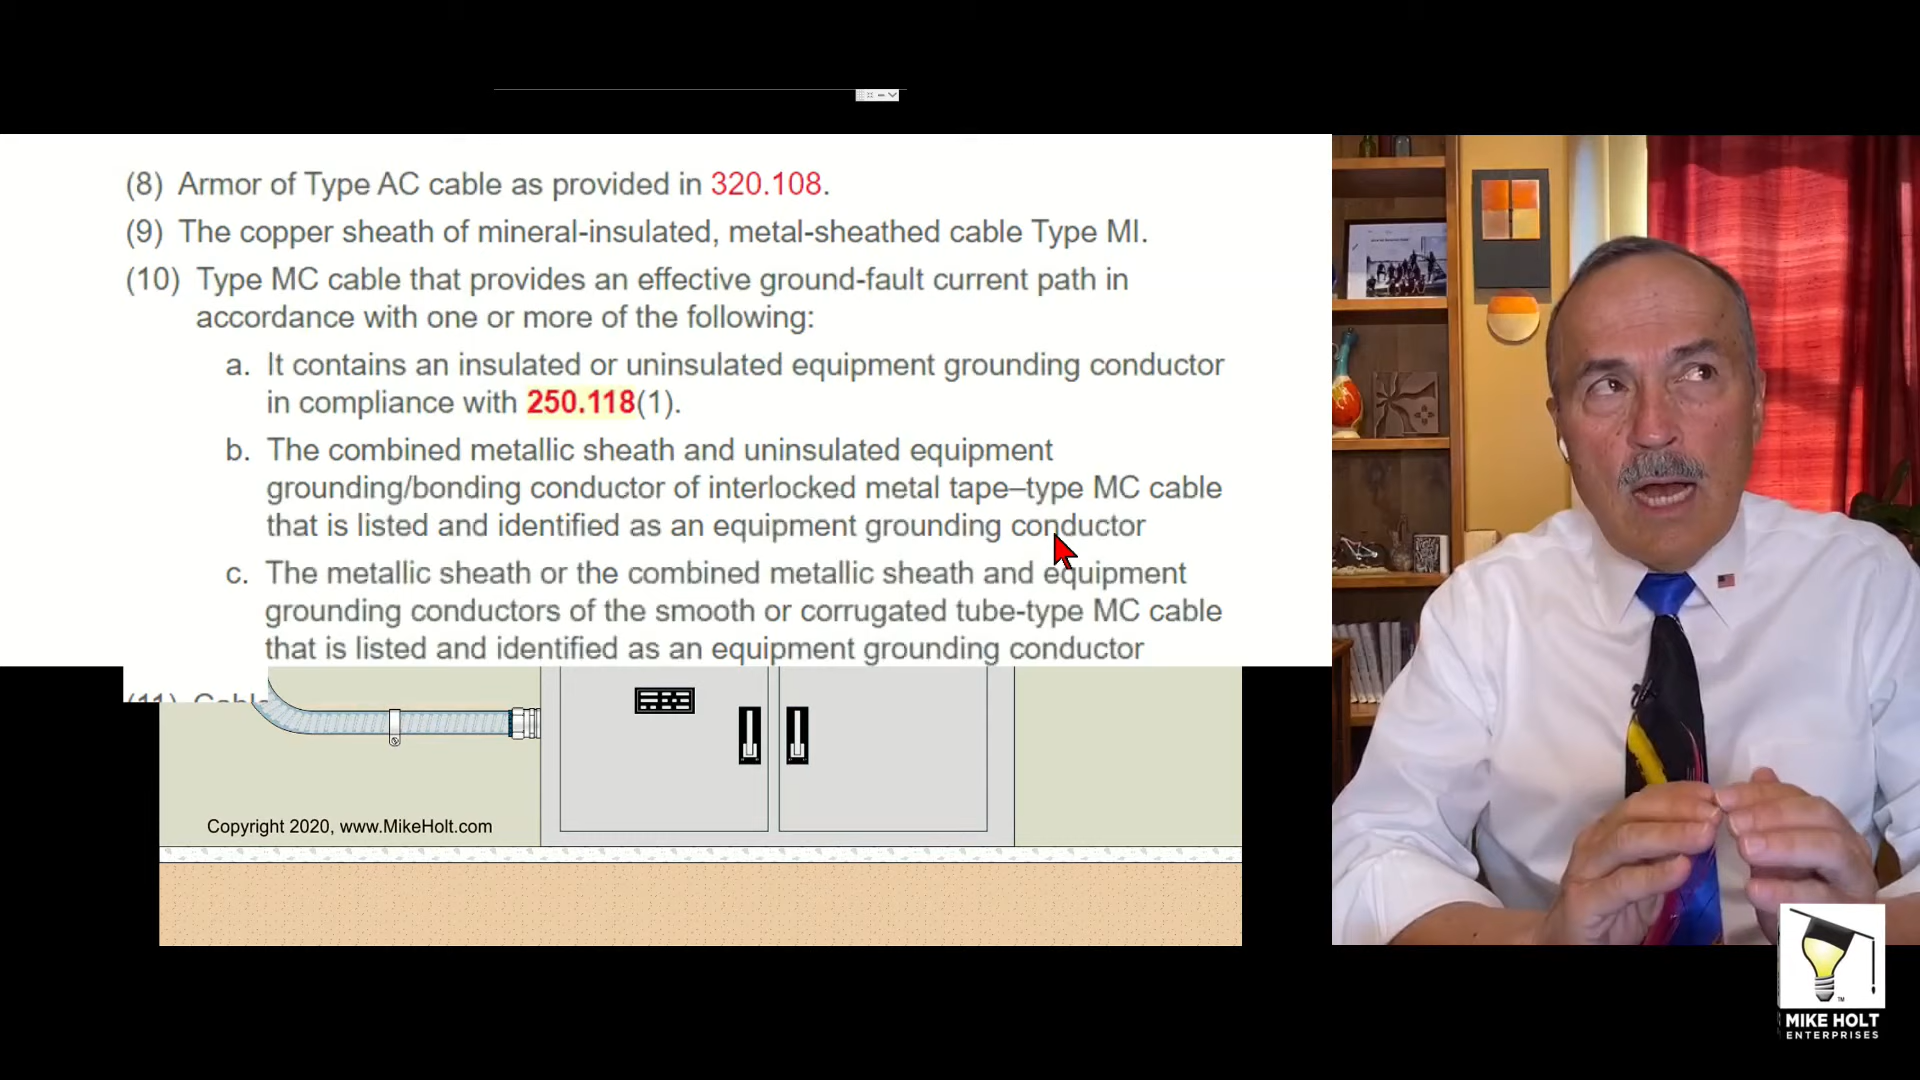 (8) Armor of Type AC cable as provided in 320.108.
(9) The copper sheath of mineral-insulated, metal-sheathed cable Type MI.
(10) Type MC cable that provides an effective ground-fault current path in
accordance with one or more of the following:
a. It contains an insulated or uninsulated equipment grounding conductor
in compliance with 250.118(1).
b. The combined metallic sheath and uninsulated equipment
grounding/bonding conductor of interlocked metal tape–type MC cable
that is listed and identified as an equipment grounding conductor
c. The metallic sheath or the combined metallic sheath and equipment
grounding conductors of the smooth or corrugated tube-type MC cable
that is listed and identified as an equipment grounding conductor
Copyright 2020, www.MikeHolt.com
TM
MIKE HOLT
ENTERPRISES